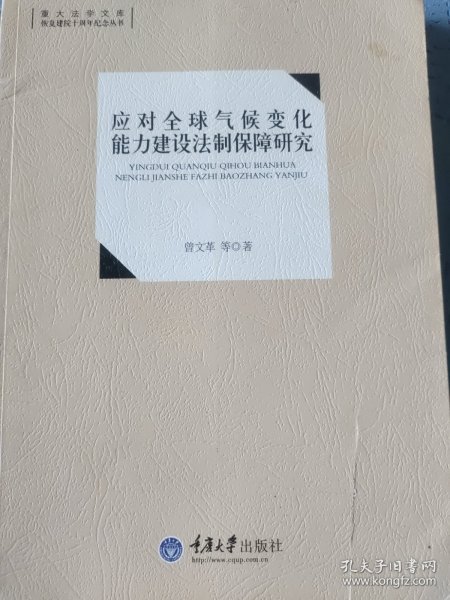 重大法学文库
恢复建院十周年纪念丛书
应对全球气候变化
能力建设法制保障研究
YINGDUI QUANQIU QIHOU BIANHUA
NENGLI JIANSHE FAZHI BAOZHANG YANJIU
曾文革 等◎著
重庆大学出版社
http://www.cqup.com.cn
孔夫子旧书网
www.kongfz.com